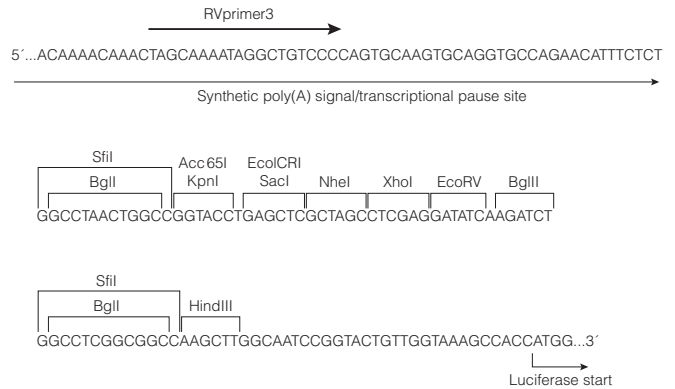 RVprimer3
5´...ACAAAACAAACTAGCAAAATAGGCTGTCCCCAGTGCAAGTGCAGGTGCCAGAACATTTCTCT
Synthetic poly(A) signal/transcriptional pause site
SfiI
Acc65I EcoICRI
BglI KpnI SacI NheI XhoI EcoRV BglII
GGCCTAACTGGCCGGTACCTGAGCTCGCTAGCCTCGAGGATATCAAGATCT
SfiI
BglI HindIII
GGCCTCGGCGGCCAAGCTTGGCAATCCGGTACTGTTGGTAAAGCCACCATGG...3´
Luciferase start